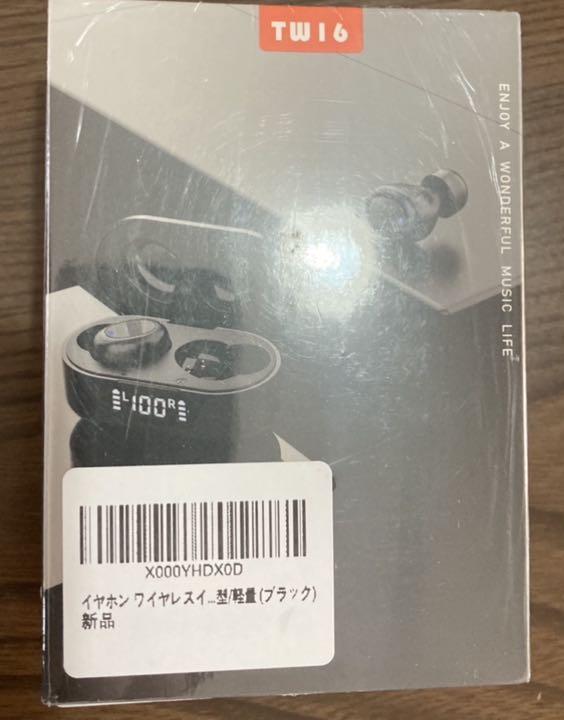 TW16
ENJOY A WONDERFUL MUSIC LIFE
L100R
X000YHDX0D
イヤホン ワイヤレスイ...型/軽量 (ブラック)
新品